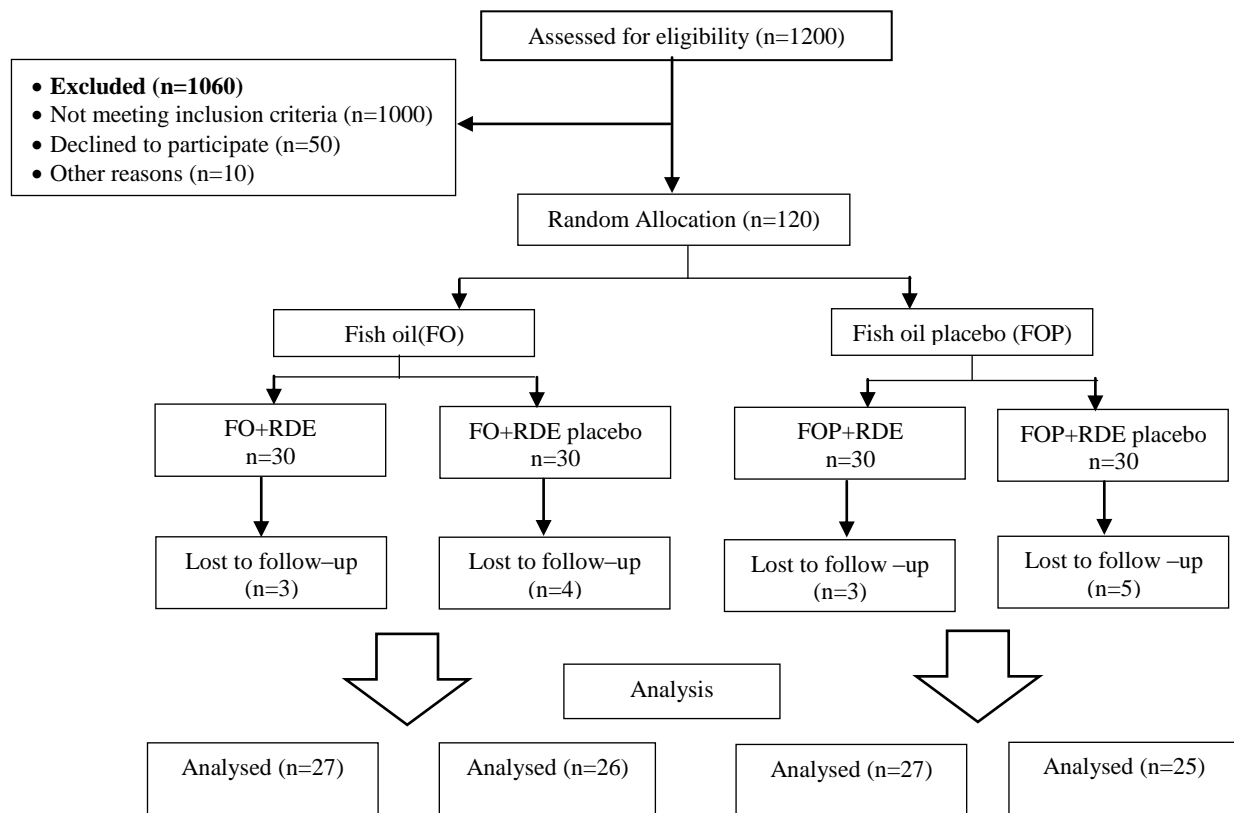 Assessed for eligibility (n=1200)
• Excluded (n=1060)
• Not meeting inclusion criteria (n=1000)
• Declined to participate (n=50)
• Other reasons (n=10)
Random Allocation (n=120)
Fish oil(FO)
Fish oil placebo (FOP)
FO+RDE
n=30
FO+RDE placebo
n=30
FOP+RDE
n=30
FOP+RDE placebo
n=30
Lost to follow–up
(n=3)
Lost to follow–up
(n=4)
Lost to follow –up
(n=3)
Lost to follow –up
(n=5)
Analysis
Analysed (n=27)
Analysed (n=26)
Analysed (n=27)
Analysed (n=25)